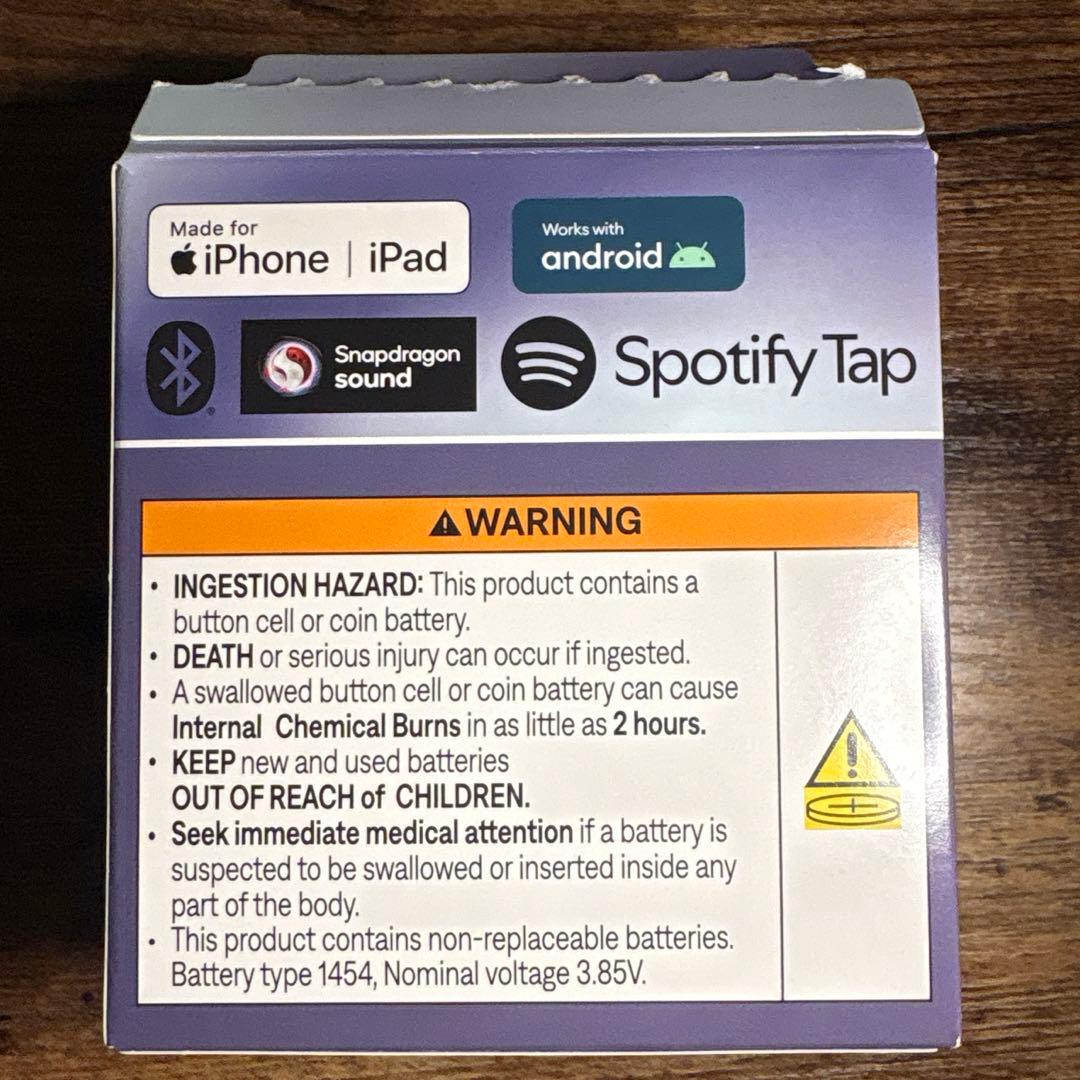 Made for
iPhone | iPad
Works with
android
Snapdragon
sound
Spotify Tap
WARNING
• INGESTION HAZARD: This product contains a
button cell or coin battery.
• DEATH or serious injury can occur if ingested.
• A swallowed button cell or coin battery can cause
Internal Chemical Burns in as little as 2 hours.
• KEEP new and used batteries
OUT OF REACH of CHILDREN.
• Seek immediate medical attention if a battery is
suspected to be swallowed or inserted inside any
part of the body.
• This product contains non-replaceable batteries.
Battery type 1454, Nominal voltage 3.85V.